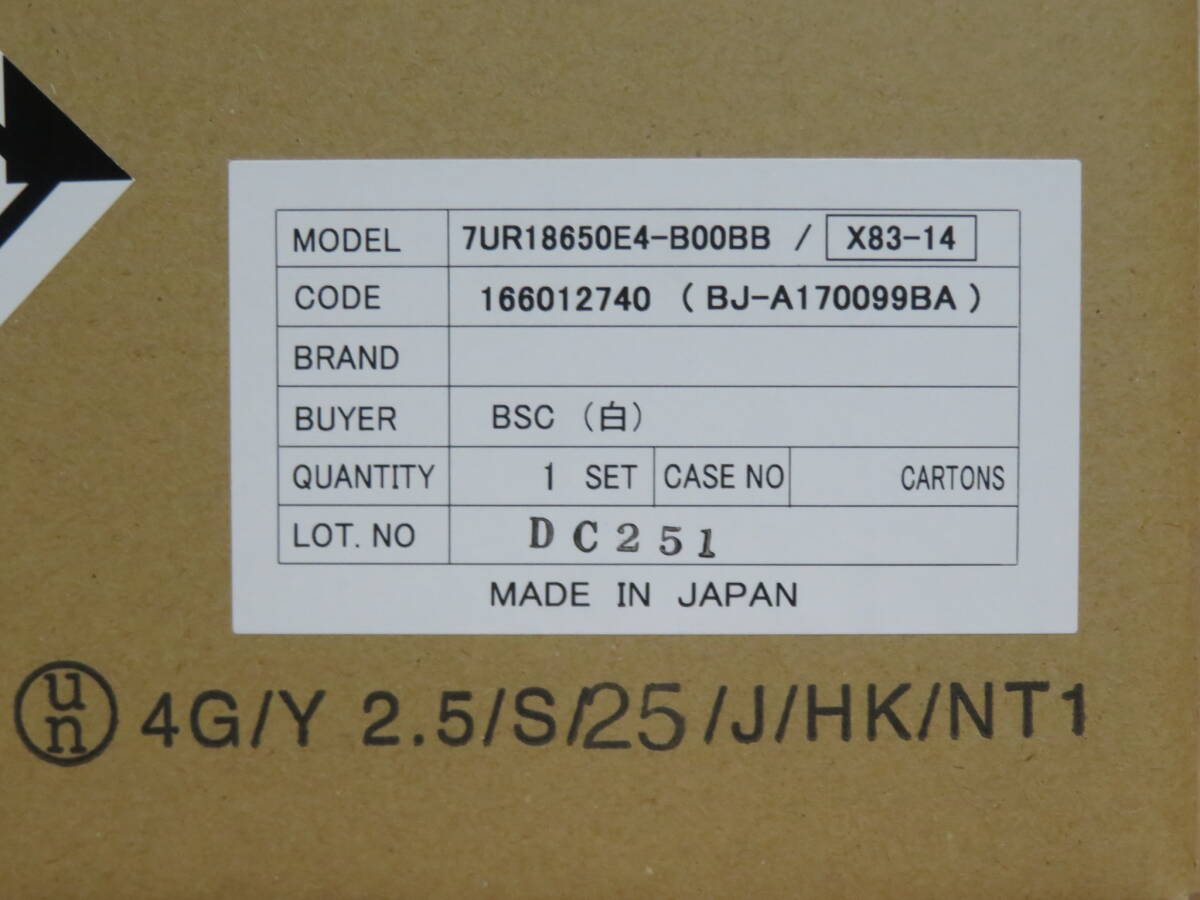 MODEL 7UR18650E4-B00BB / X83-14
CODE 166012740 (BJ-A170099BA)
BRAND
BUYER BSC (白)
QUANTITY 1 SET CASE NO CARTONS
LOT. NO DC251
MADE IN JAPAN
un 4G/Y 2.5/S/25/J/HK/NT1